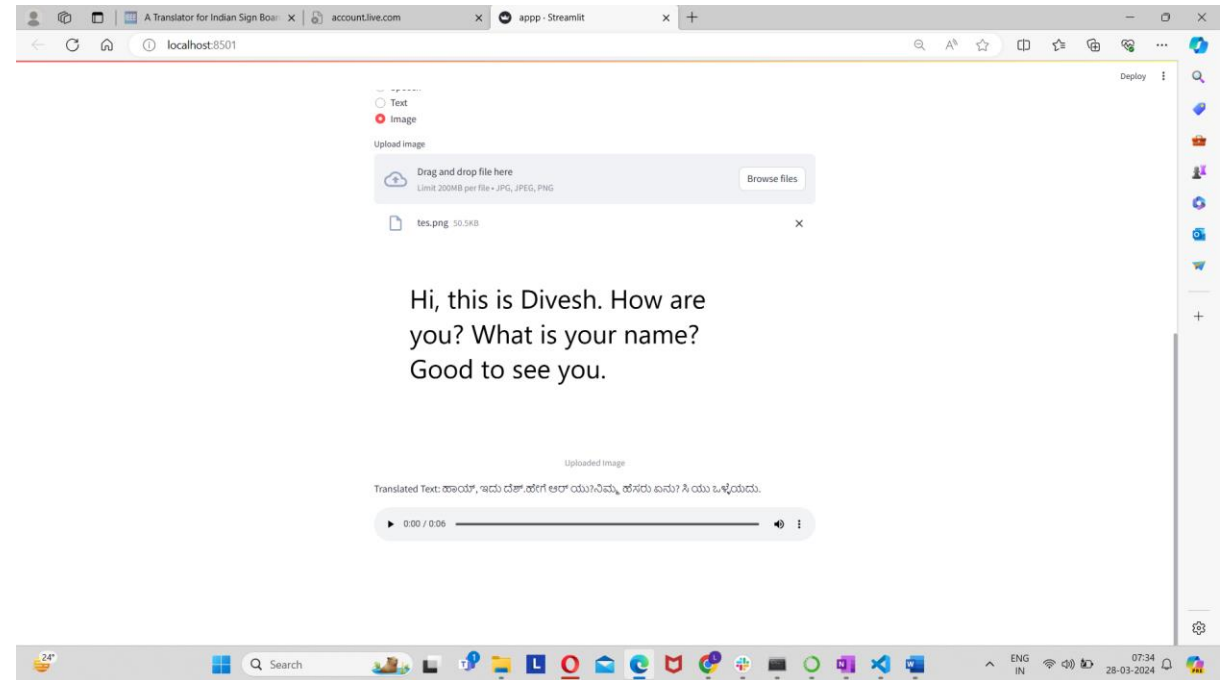 A Translator for Indian Sign Boar
account.live.com
appp - Streamlit
localhost:8501
Deploy
Text
Image
Upload image
Drag and drop file here
Limit 200MB per file • JPG, JPEG, PNG
Browse files
tes.png 50.5KB
Hi, this is Divesh. How are
you? What is your name?
Good to see you.
Uploaded Image
Translated Text: ಹಾಯ್, ಇದು ದೆಶ್.ಹೇಗೆ ಆರ್ ಯು?ನಿಮ್ಮ ಹೆಸರು ಏನು? ಸಿ ಯು ಒಳ್ಳೆಯದು.
0:00 / 0:06
24°
Search
ENG
IN
07:34
28-03-2024